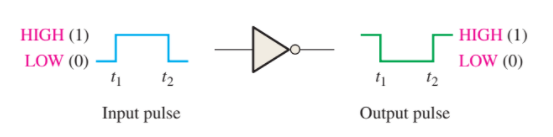 HIGH (1)
LOW (0)
t1 t2
Input pulse
HIGH (1)
LOW (0)
t1 t2
Output pulse